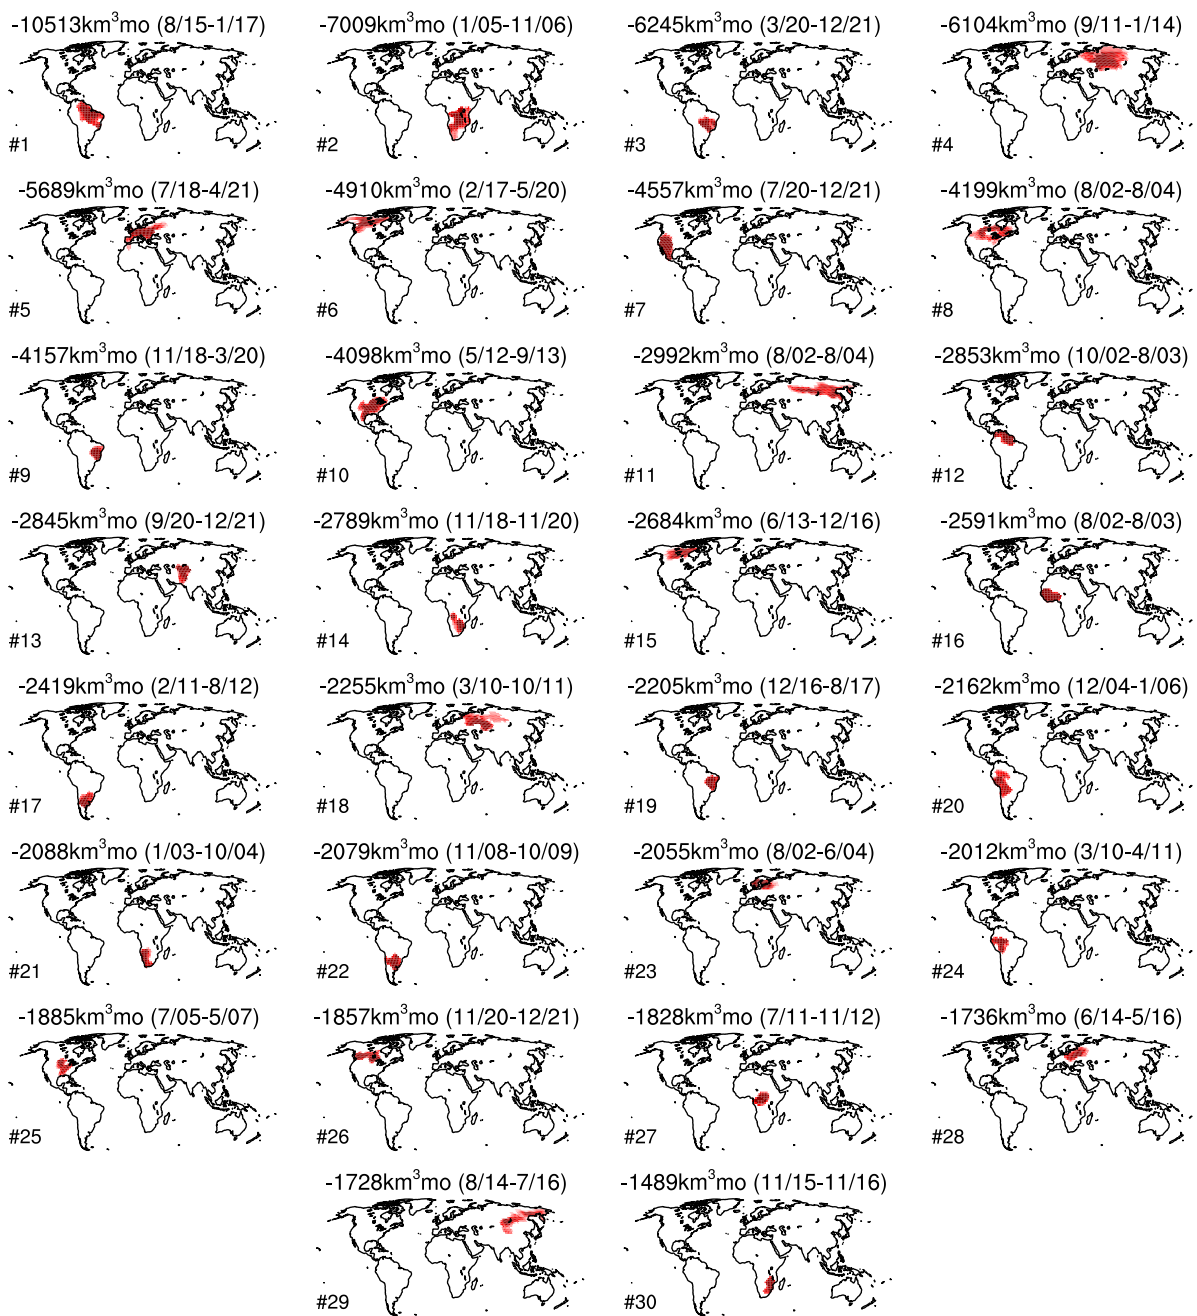 -10513km³mo (8/15-1/17)
-7009km³mo (1/05-11/06)
-6245km³mo (3/20-12/21)
-6104km³mo (9/11-1/14)
#1
#2
#3
#4
-5689km³mo (7/18-4/21)
-4910km³mo (2/17-5/20)
-4557km³mo (7/20-12/21)
-4199km³mo (8/02-8/04)
#5
#6
#7
#8
-4157km³mo (11/18-3/20)
-4098km³mo (5/12-9/13)
-2992km³mo (8/02-8/04)
-2853km³mo (10/02-8/03)
#9
#10
#11
#12
-2845km³mo (9/20-12/21)
-2789km³mo (11/18-11/20)
-2684km³mo (6/13-12/16)
-2591km³mo (8/02-8/03)
#13
#14
#15
#16
-2419km³mo (2/11-8/12)
-2255km³mo (3/10-10/11)
-2205km³mo (12/16-8/17)
-2162km³mo (12/04-1/06)
#17
#18
#19
#20
-2088km³mo (1/03-10/04)
-2079km³mo (11/08-10/09)
-2055km³mo (8/02-6/04)
-2012km³mo (3/10-4/11)
#21
#22
#23
#24
-1885km³mo (7/05-5/07)
-1857km³mo (11/20-12/21)
-1828km³mo (7/11-11/12)
-1736km³mo (6/14-5/16)
#25
#26
#27
#28
-1728km³mo (8/14-7/16)
-1489km³mo (11/15-11/16)
#29
#30